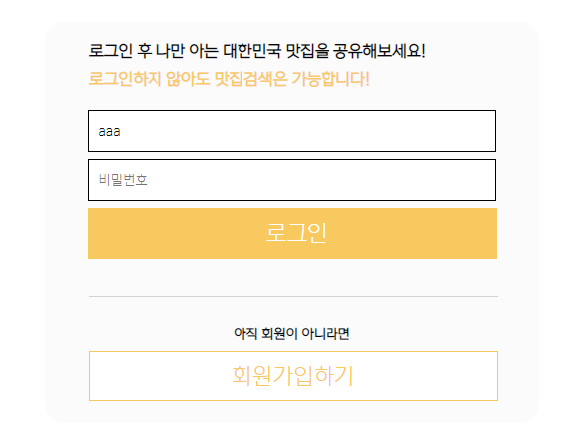 로그인 후 나만 아는 대한민국 맛집을 공유해보세요!
로그인하지 않아도 맛집검색은 가능합니다!
aaa
비밀번호
로그인
아직 회원이 아니라면
회원가입하기